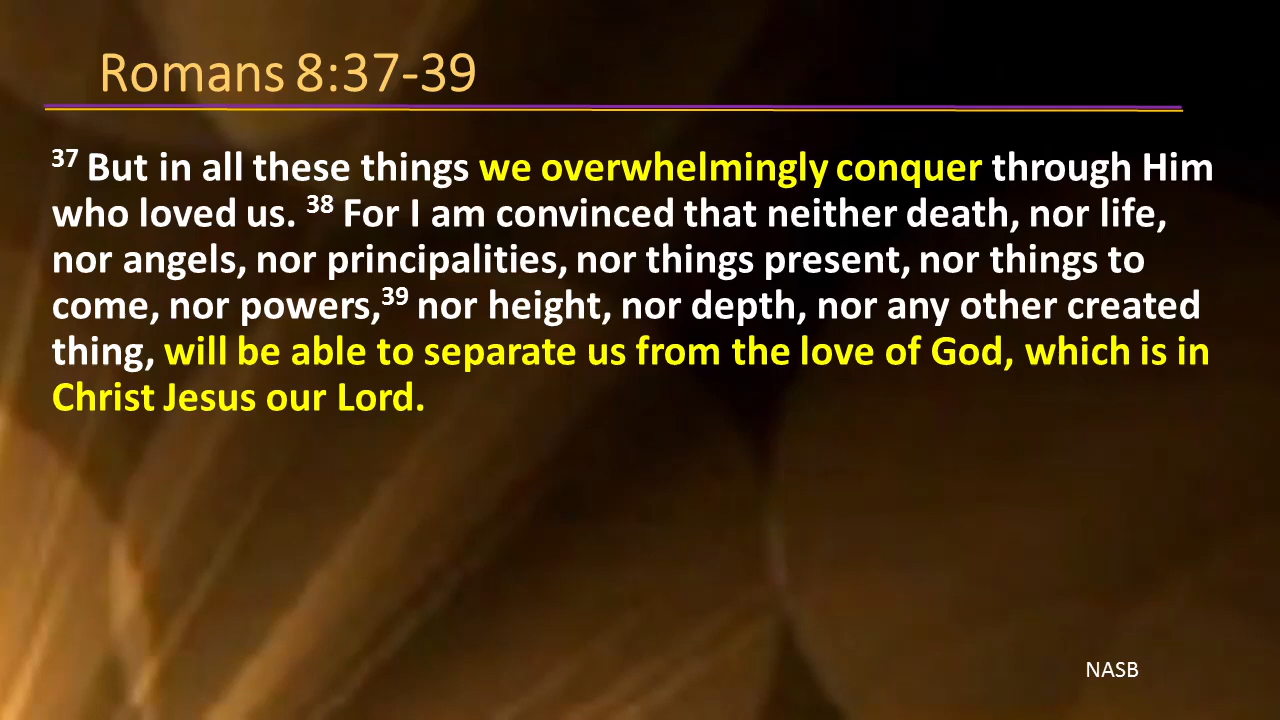 Romans 8:37-39
37 But in all these things we overwhelmingly conquer through Him
who loved us. 38 For I am convinced that neither death, nor life,
nor angels, nor principalities, nor things present, nor things to
come, nor powers,39 nor height, nor depth, nor any other created
thing, will be able to separate us from the love of God, which is in
Christ Jesus our Lord.
NASB